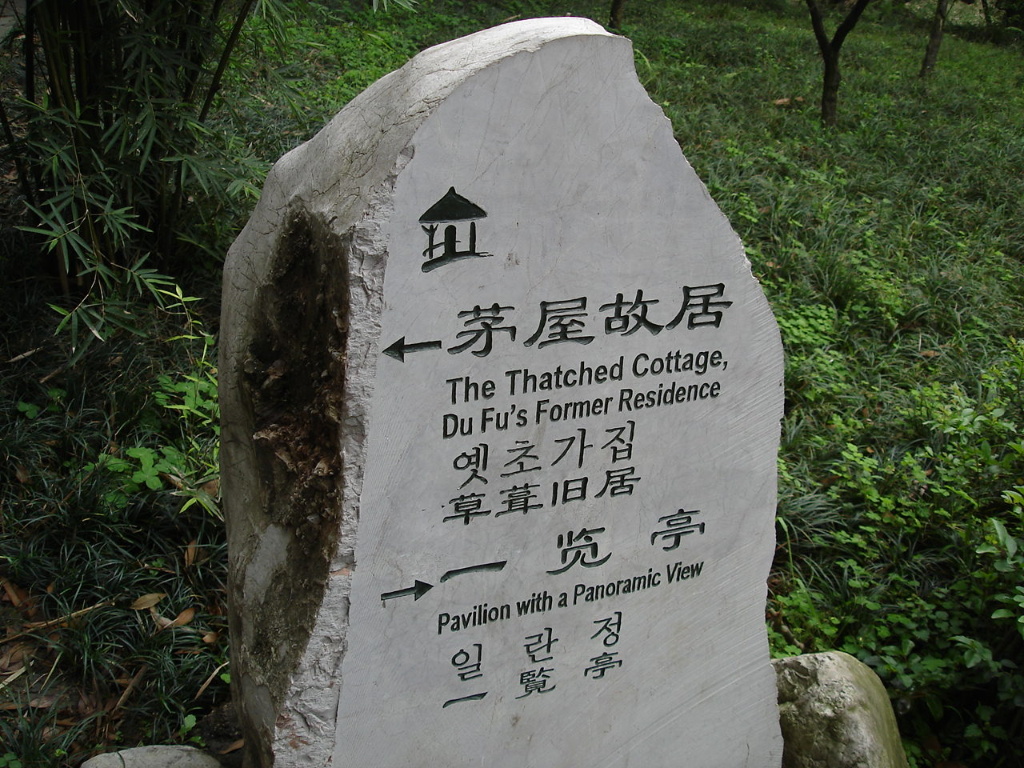 茅屋故居
The Thatched Cottage,
Du Fu's Former Residence
옛초가집
草葺旧居
一览亭
Pavilion with a Panoramic View
일란정
一覽亭